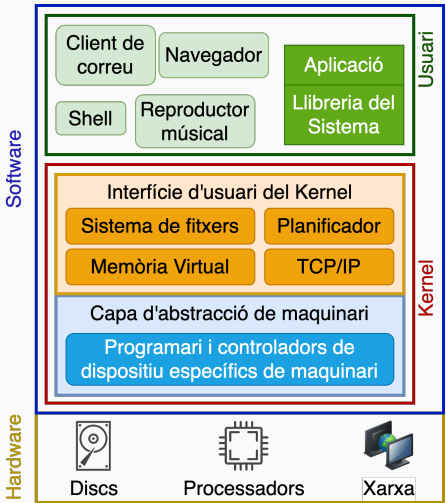 Software
Usuari
Client de
correu
Navegador
Shell
Reproductor
músical
Aplicació
Llibreria del
Sistema
Kernel
Interfície d'usuari del Kernel
Sistema de fitxers
Planificador
Memòria Virtual
TCP/IP
Capa d'abstracció de maquinari
Programari i controladors de
dispositiu específics de maquinari
Hardware
Discs
Processadors
Xarxa